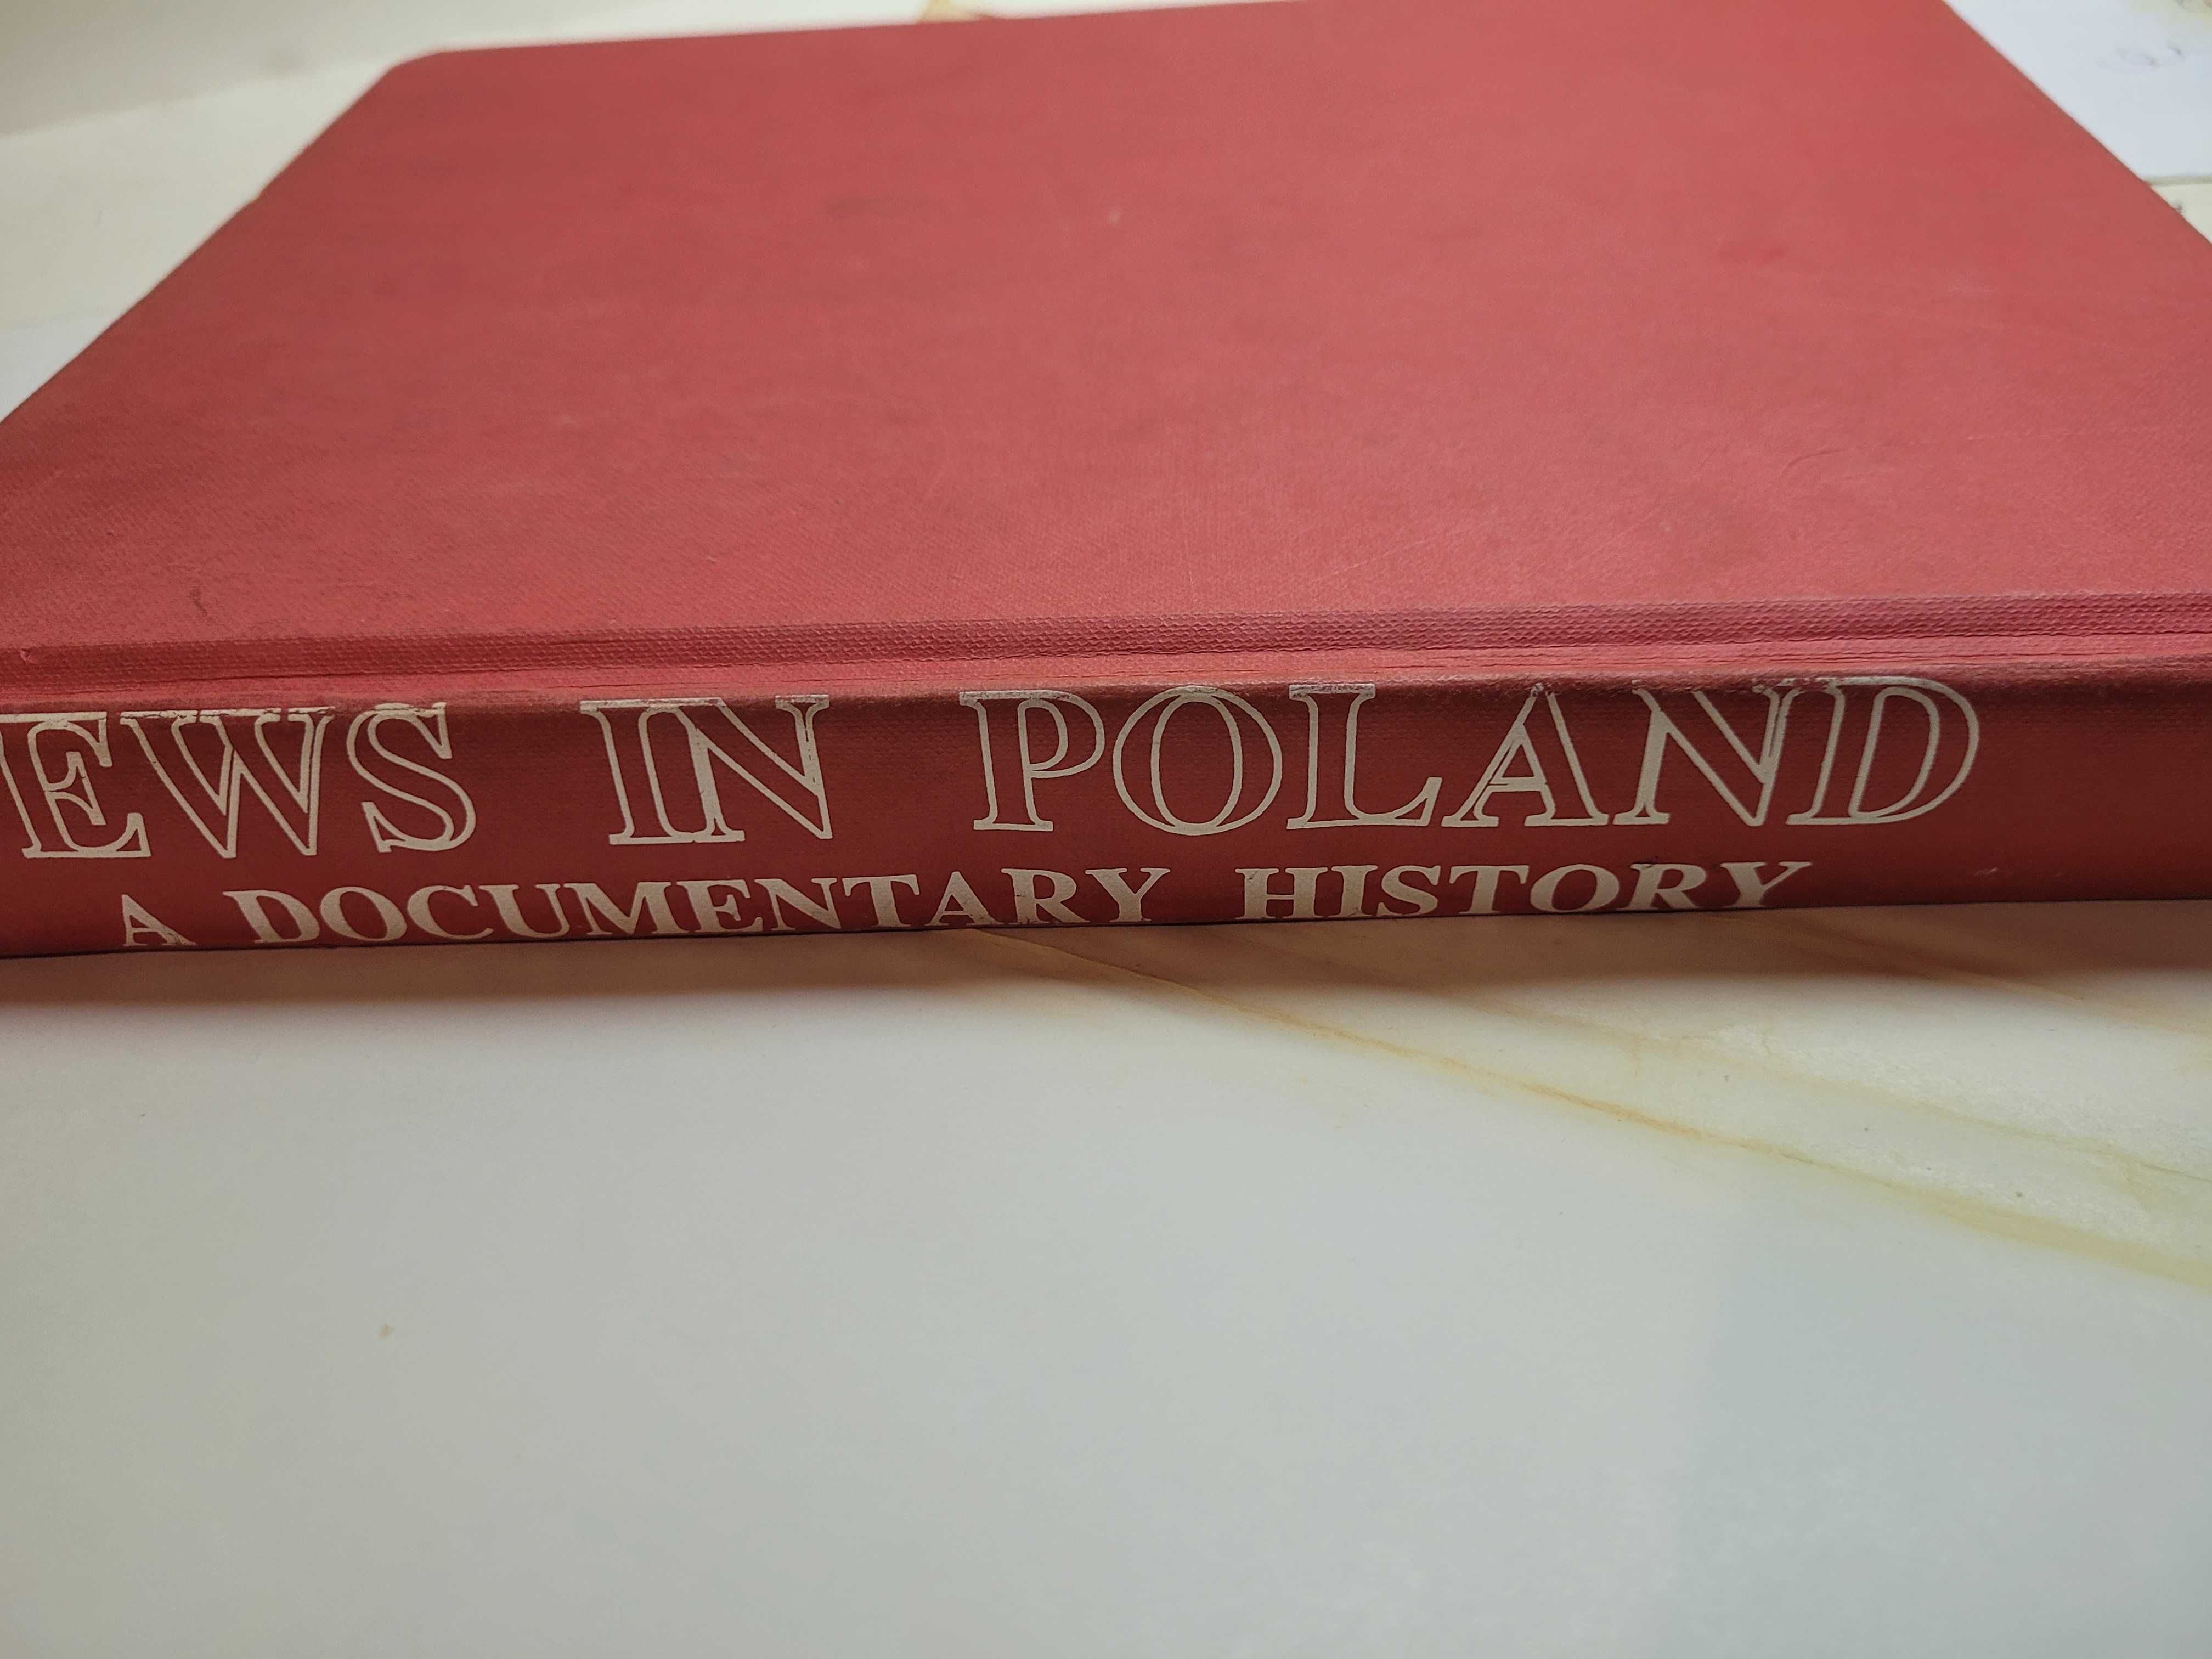 EWS IN POLAND
A DOCUMENTARY HISTORY